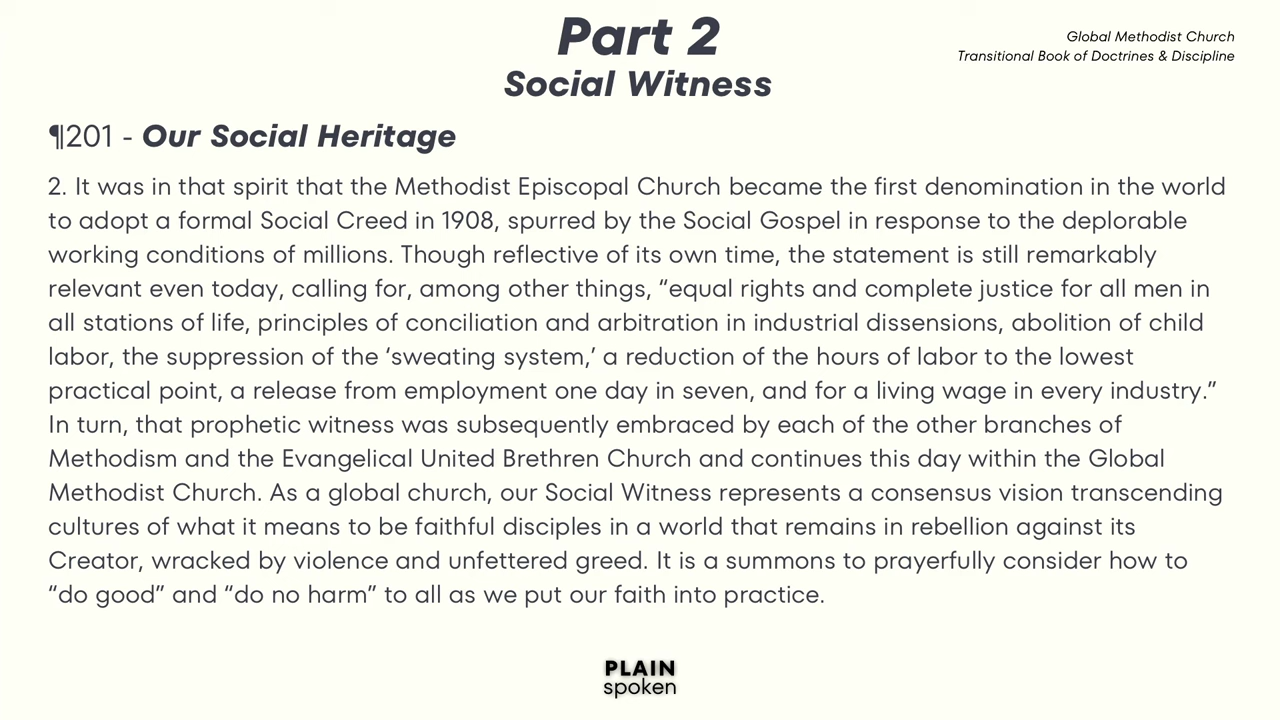 Part 2
Social Witness
Global Methodist Church
Transitional Book of Doctrines & Discipline
¶201 - Our Social Heritage
2. It was in that spirit that the Methodist Episcopal Church became the first denomination in the world
to adopt a formal Social Creed in 1908, spurred by the Social Gospel in response to the deplorable
working conditions of millions. Though reflective of its own time, the statement is still remarkably
relevant even today, calling for, among other things, “equal rights and complete justice for all men in
all stations of life, principles of conciliation and arbitration in industrial dissensions, abolition of child
labor, the suppression of the ‘sweating system,’ a reduction of the hours of labor to the lowest
practical point, a release from employment one day in seven, and for a living wage in every industry.”
In turn, that prophetic witness was subsequently embraced by each of the other branches of
Methodism and the Evangelical United Brethren Church and continues this day within the Global
Methodist Church. As a global church, our Social Witness represents a consensus vision transcending
cultures of what it means to be faithful disciples in a world that remains in rebellion against its
Creator, wracked by violence and unfettered greed. It is a summons to prayerfully consider how to
“do good” and “do no harm” to all as we put our faith into practice.
PLAIN
spoken